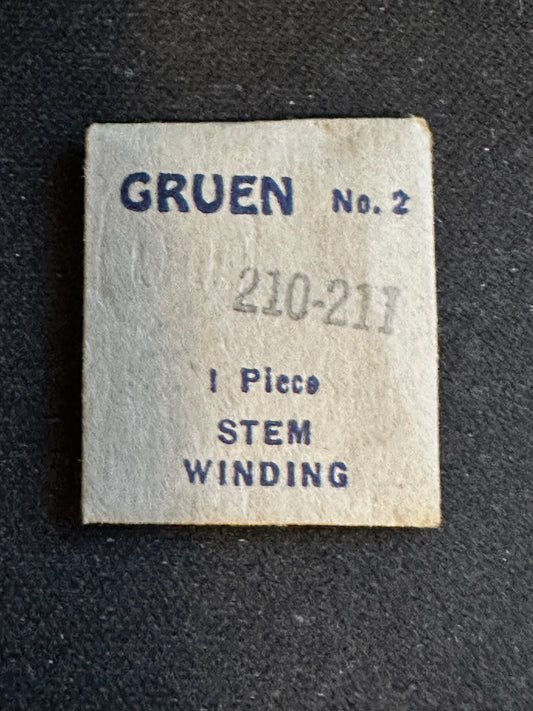 GRUEN No. 2
210-211
1 Piece
STEM
WINDING